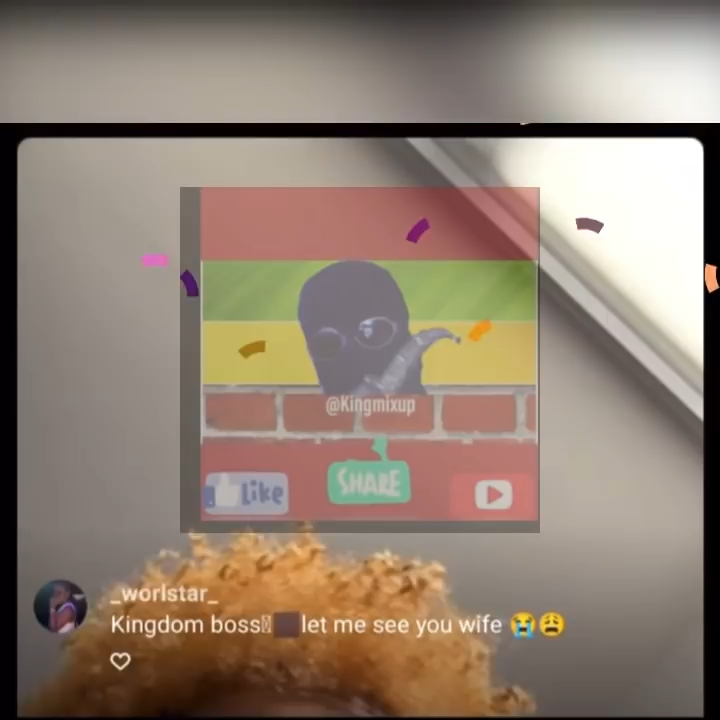 @Kingmixup
Like
SHARE
_worlstar_
Kingdom boss let me see you wife 😭😩